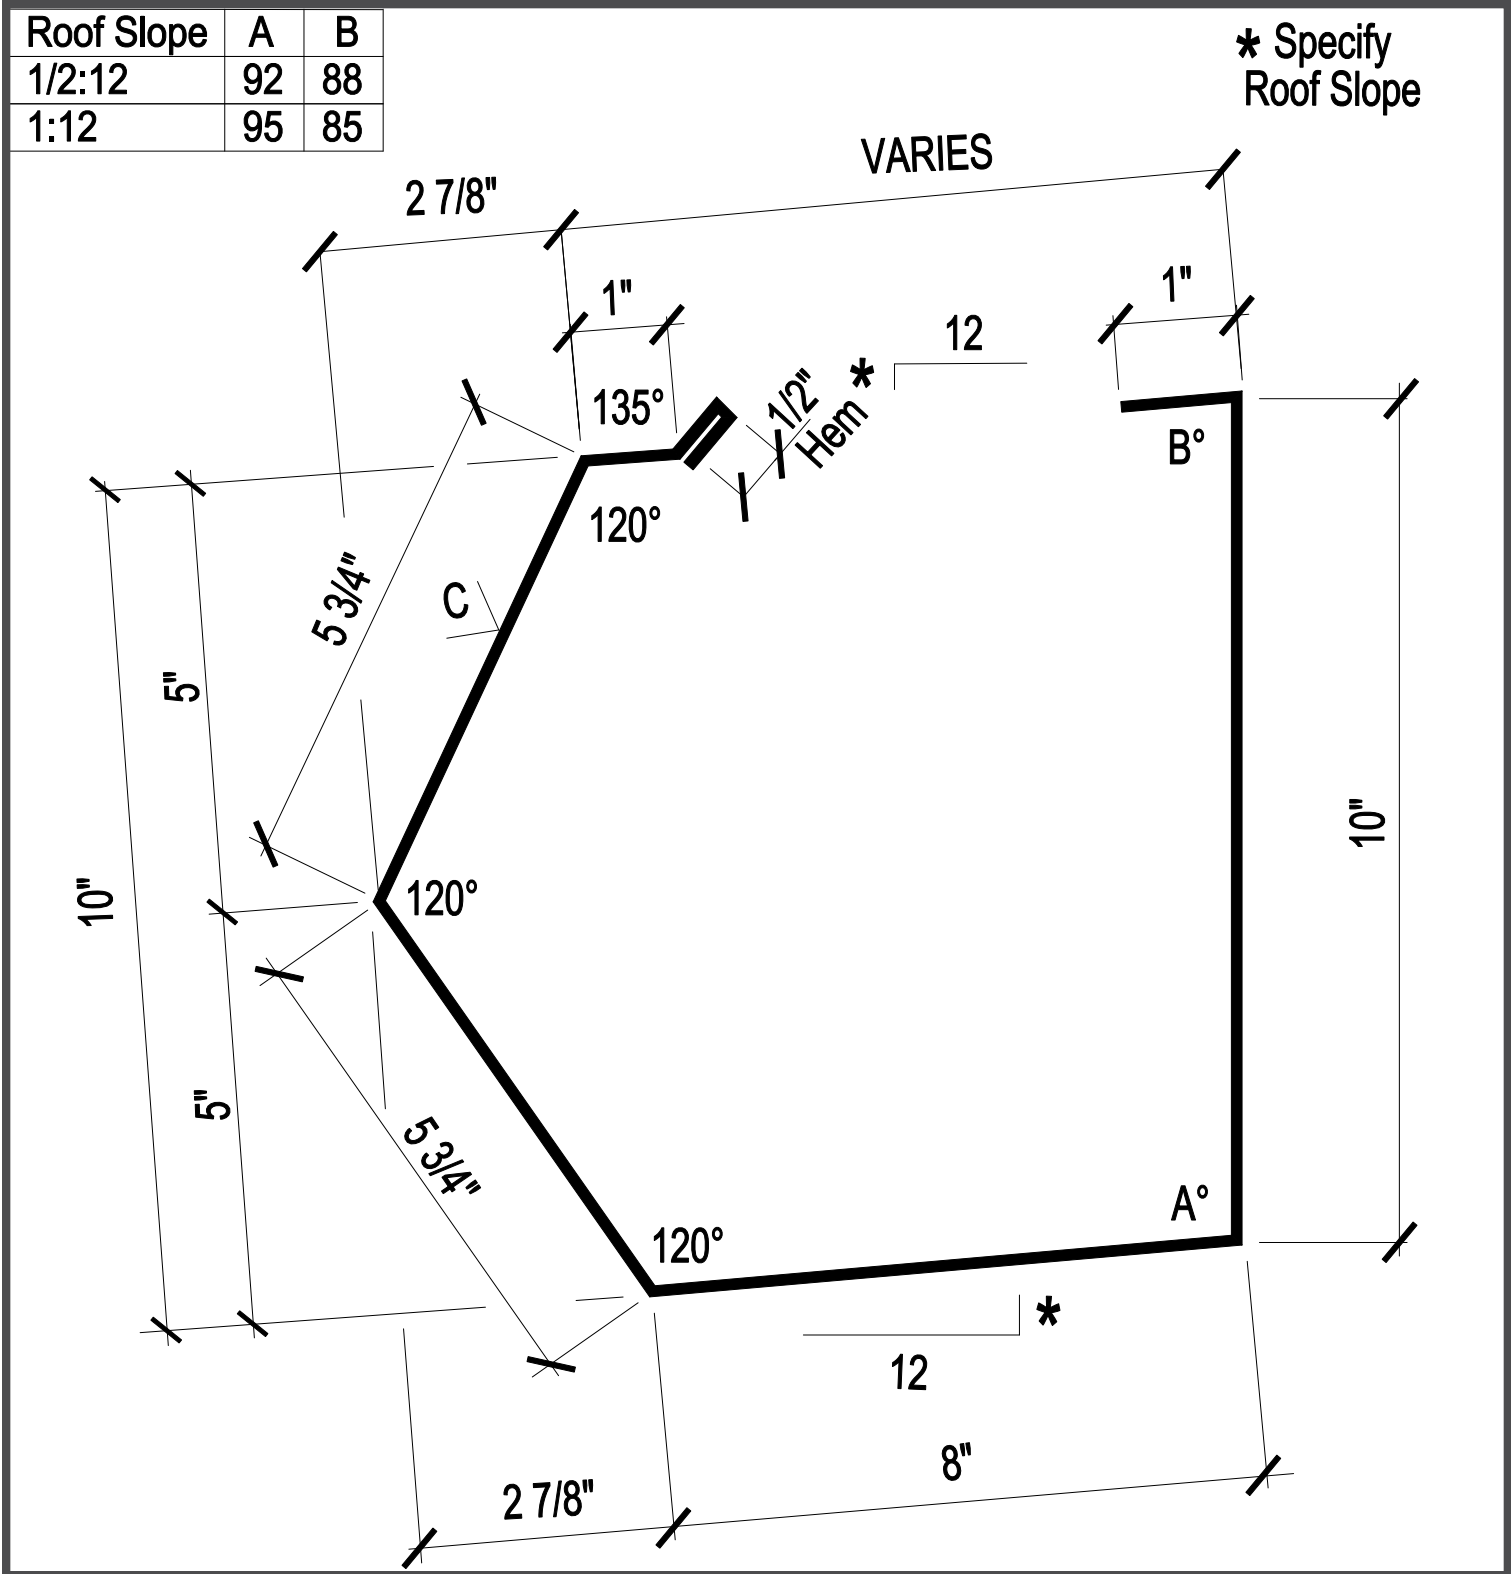 Roof Slope A B
1/2:12 92 88
1:12 95 85
* Specify
Roof Slope
VARIES
2 7/8"
1"
1"
12
135°
1/2"
Hem *
B°
120°
5 3/4"
C
5"
10"
10"
120°
5"
5 3/4"
A°
120°
*
12
8"
2 7/8"